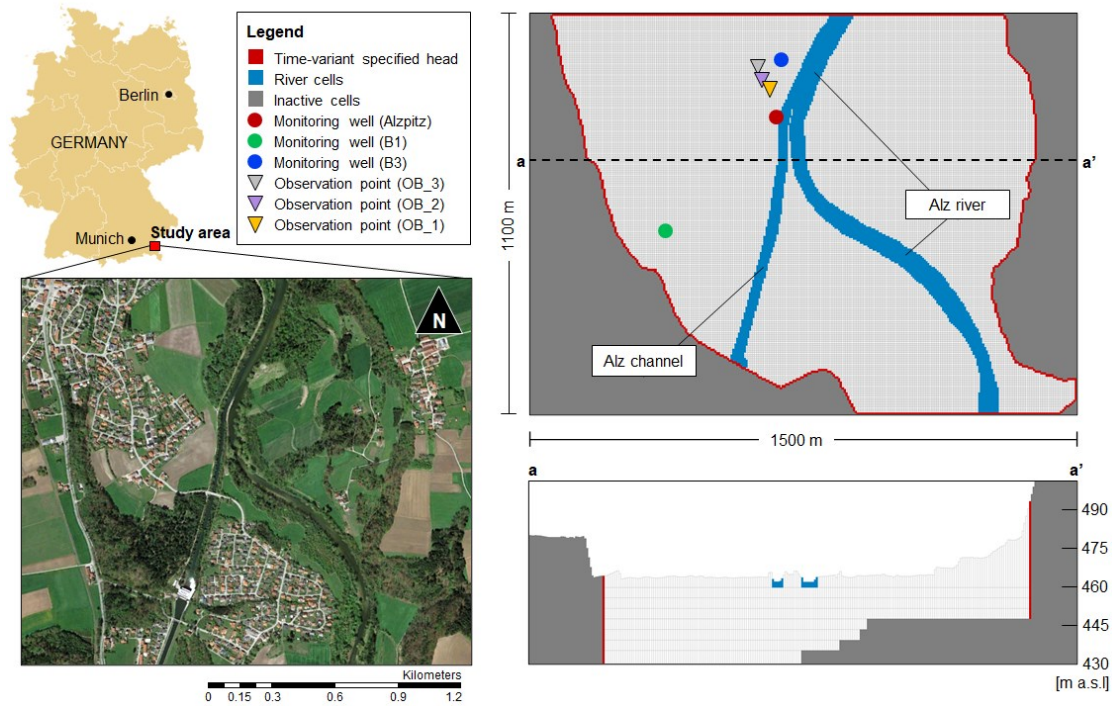 Berlin
GERMANY
Munich
Study area
Legend
Time-variant specified head
River cells
Inactive cells
Monitoring well (Alzpitz)
Monitoring well (B1)
Monitoring well (B3)
Observation point (OB_3)
Observation point (OB_2)
Observation point (OB_1)
N
Kilometers
0 0.15 0.3 0.6 0.9 1.2
a a'
1100 m
Alz river
Alz channel
1500 m
a a'
490
475
460
445
430
[m a.s.l]